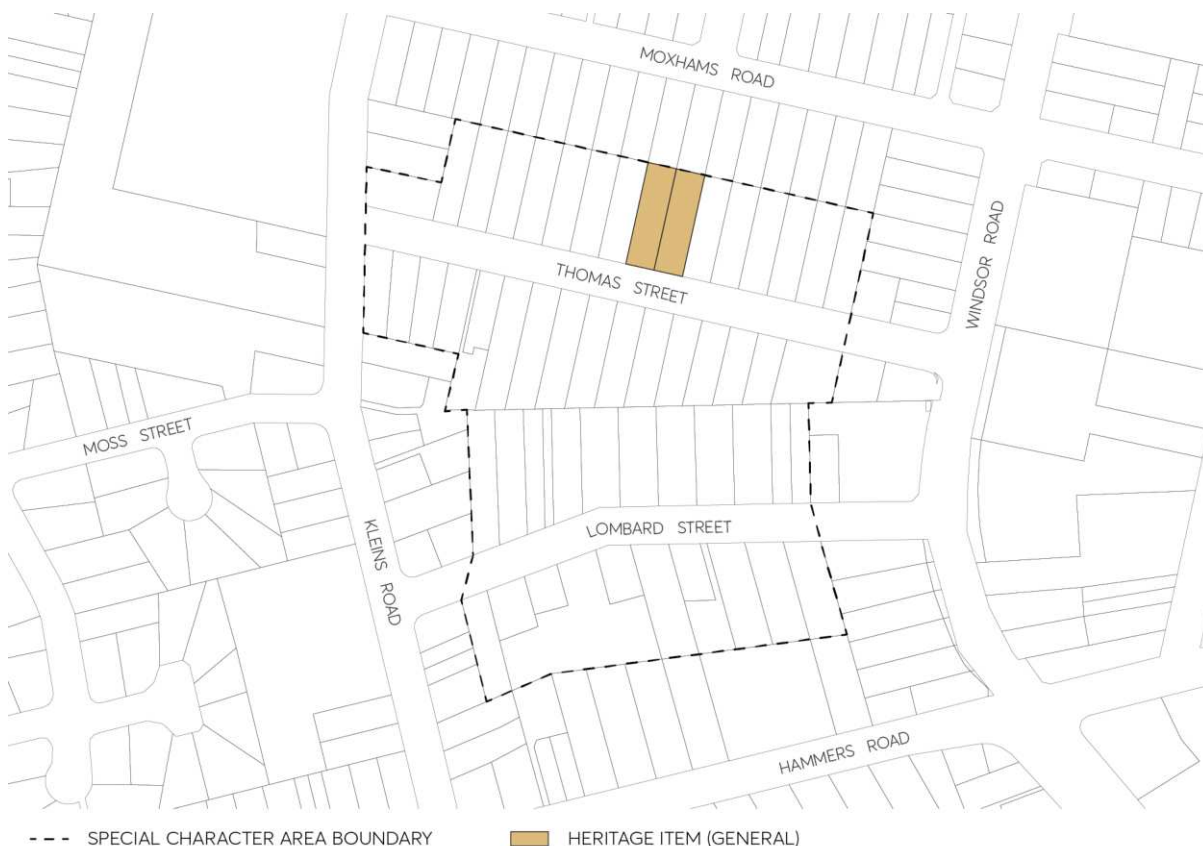 MOXHAMS ROAD
WINDSOR ROAD
THOMAS STREET
MOSS STREET
KLEINS ROAD
LOMBARD STREET
HAMMERS ROAD
SPECIAL CHARACTER AREA BOUNDARY
HERITAGE ITEM (GENERAL)